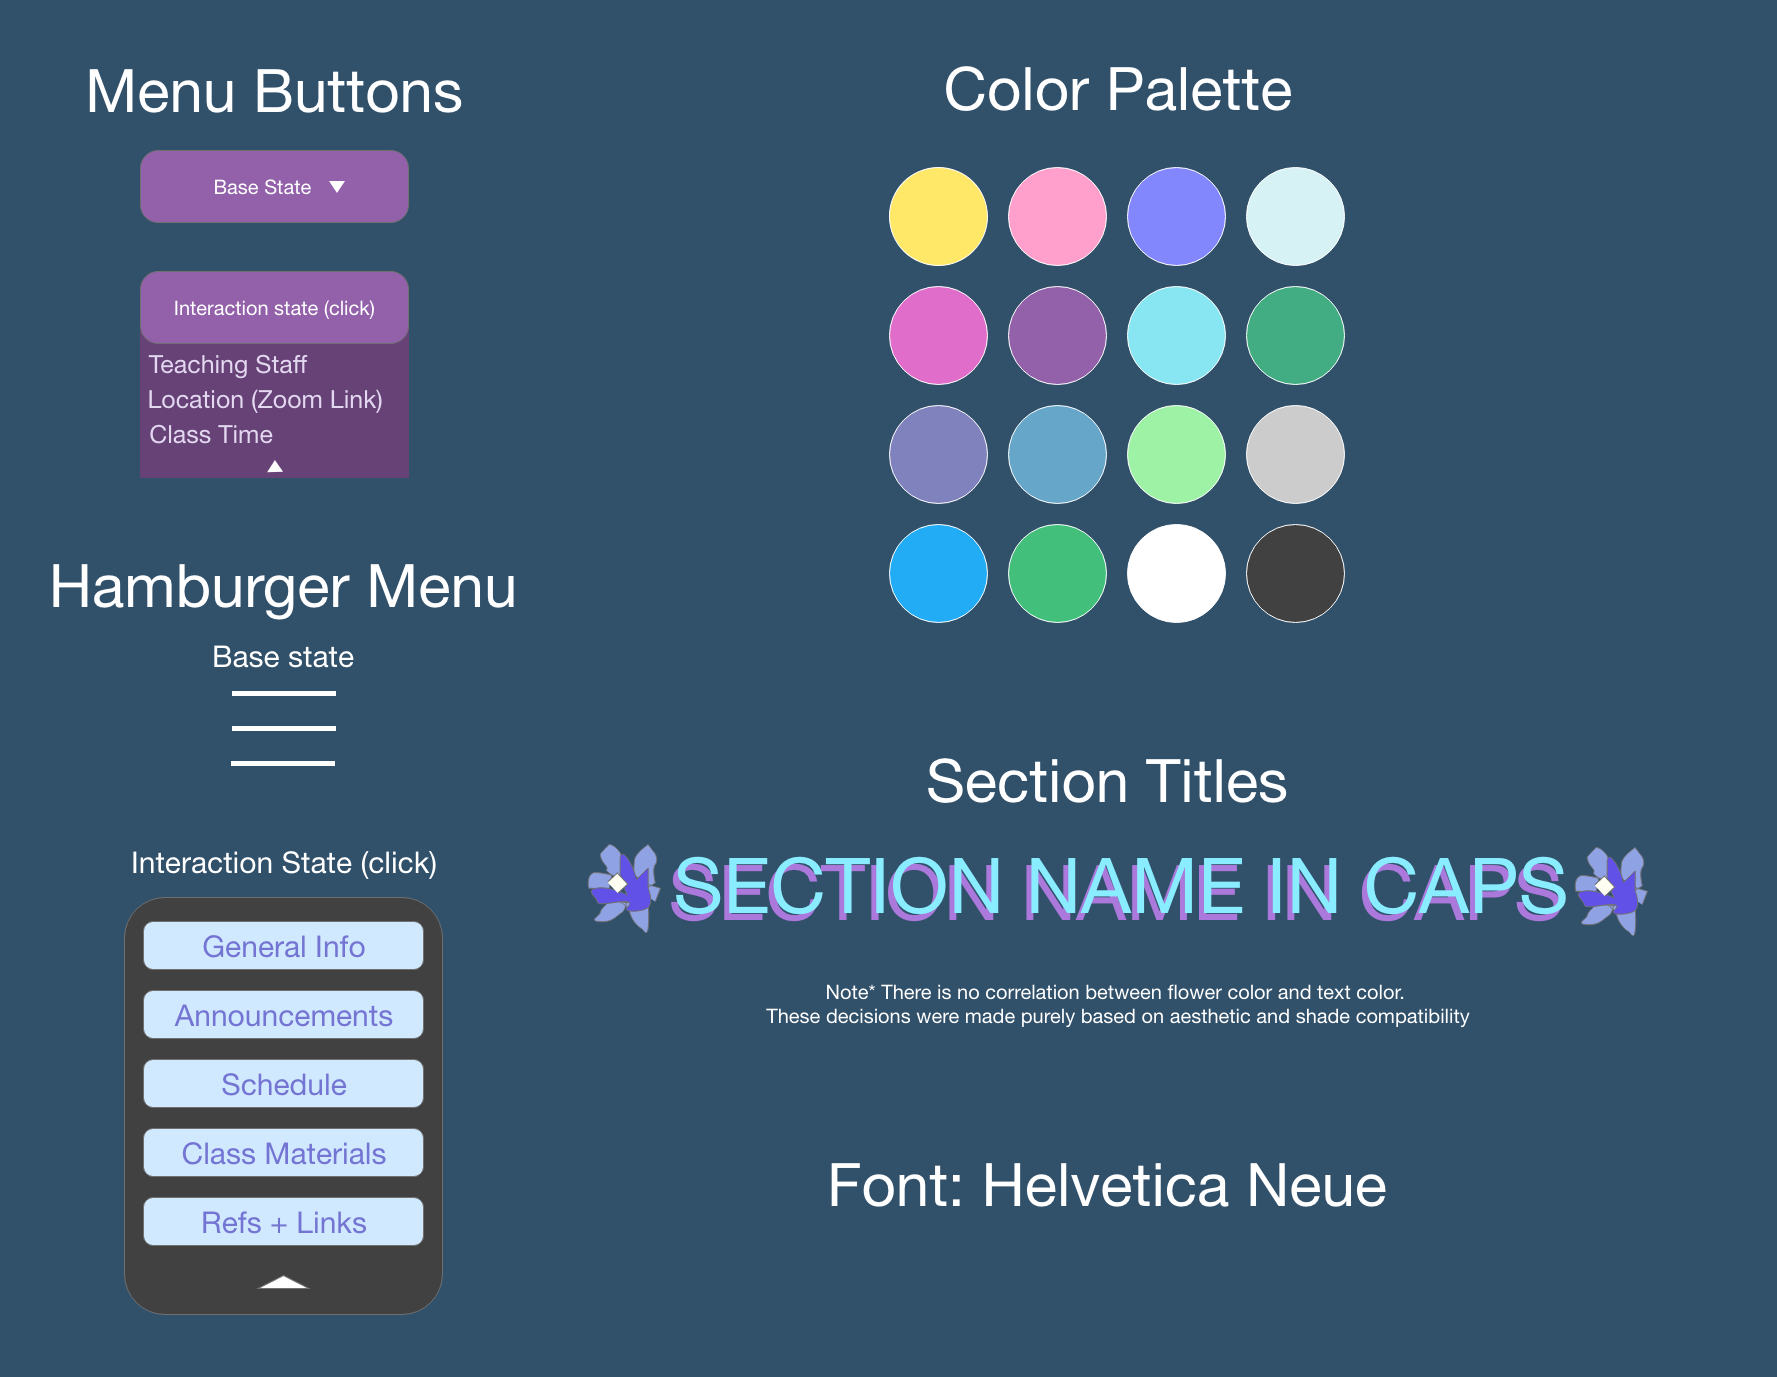 Menu Buttons
Base State
Interaction state (click)
Teaching Staff
Location (Zoom Link)
Class Time
Hamburger Menu
Base state
Interaction State (click)
General Info
Announcements
Schedule
Class Materials
Refs + Links
Color Palette
Section Titles
SECTION NAME IN CAPS
Note* There is no correlation between flower color and text color.
These decisions were made purely based on aesthetic and shade compatibility
Font: Helvetica Neue